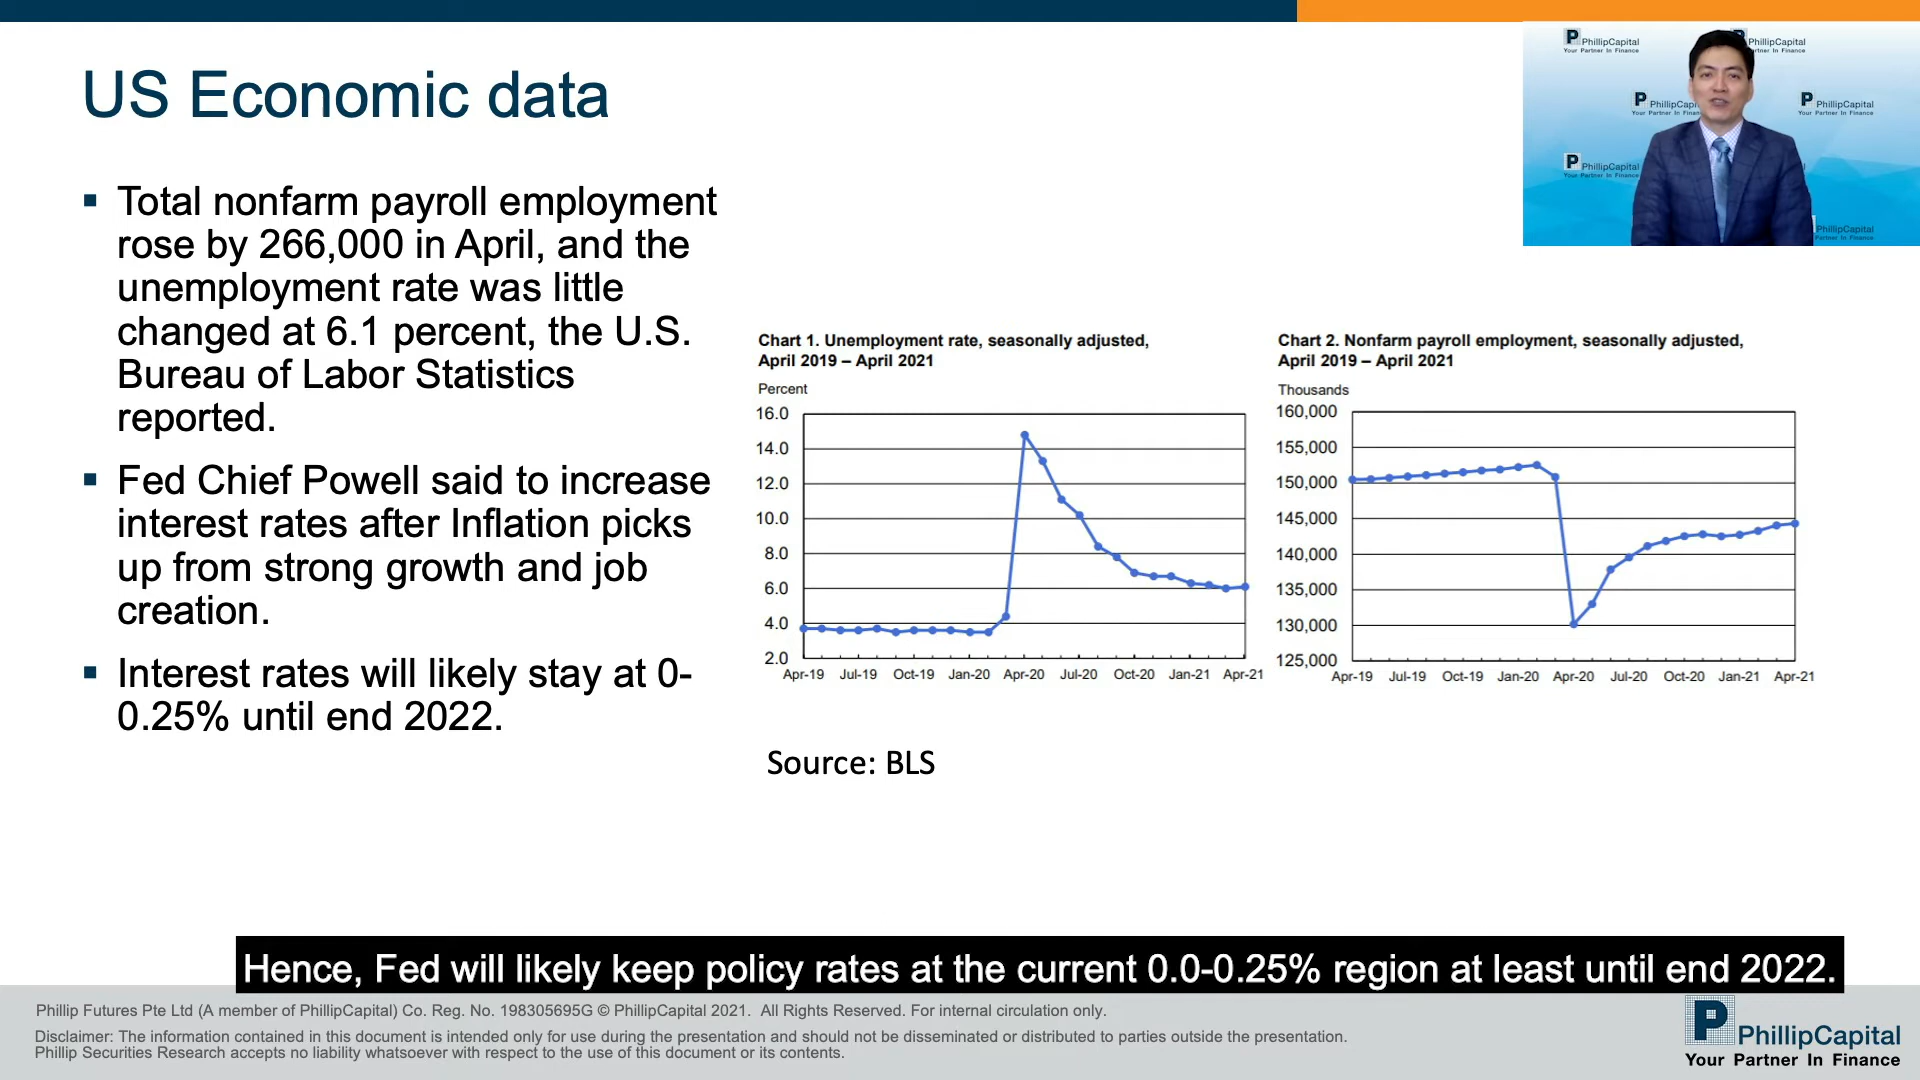 US Economic data
Total nonfarm payroll employment
rose by 266,000 in April, and the
unemployment rate was little
changed at 6.1 percent, the U.S.
Bureau of Labor Statistics
reported.
Fed Chief Powell said to increase
interest rates after Inflation picks
up from strong growth and job
creation.
Interest rates will likely stay at 0-
0.25% until end 2022.
Chart 1. Unemployment rate, seasonally adjusted,
April 2019 – April 2021
Percent
16.0
14.0
12.0
10.0
8.0
6.0
4.0
2.0
Apr-19 Jul-19 Oct-19 Jan-20 Apr-20 Jul-20 Oct-20 Jan-21 Apr-21
Chart 2. Nonfarm payroll employment, seasonally adjusted,
April 2019 – April 2021
Thousands
160,000
155,000
150,000
145,000
140,000
135,000
130,000
125,000
Apr-19 Jul-19 Oct-19 Jan-20 Apr-20 Jul-20 Oct-20 Jan-21 Apr-21
Source: BLS
PhillipCapital
Your Partner In Finance
PhillipCapital
PhillipCapital
Your Partner In Finance
PhillipCapital
Your Partner In Finance
PhillipCapital
Hence, Fed will likely keep policy rates at the current 0.0-0.25% region at least until end 2022.
Phillip Futures Pte Ltd (A member of PhillipCapital) Co. Reg. No. 198305695G © PhillipCapital 2021. All Rights Reserved. For internal circulation only.
Disclaimer: The information contained in this document is intended only for use during the presentation and should not be disseminated or distributed to parties outside the presentation.
Phillip Securities Research accepts no liability whatsoever with respect to the use of this document or its contents.
P PhillipCapital
Your Partner In Finance